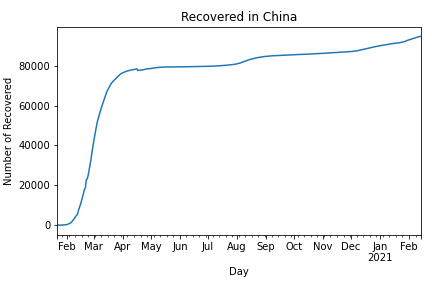 Recovered in China
Number of Recovered
80000
60000
40000
20000
0
Feb Mar Apr May Jun Jul Aug Sep Oct Nov Dec Jan Feb
2021
Day